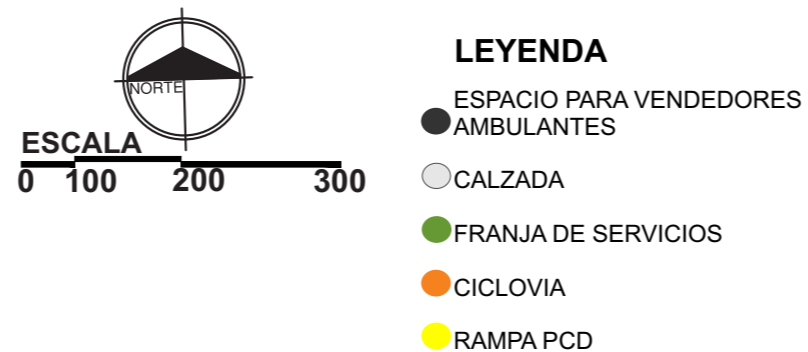 NORTE
ESCALA
0 100 200 300
LEYENDA
ESPACIO PARA VENDEDORES
AMBULANTES
CALZADA
FRANJA DE SERVICIOS
CICLOVIA
RAMPA PCD